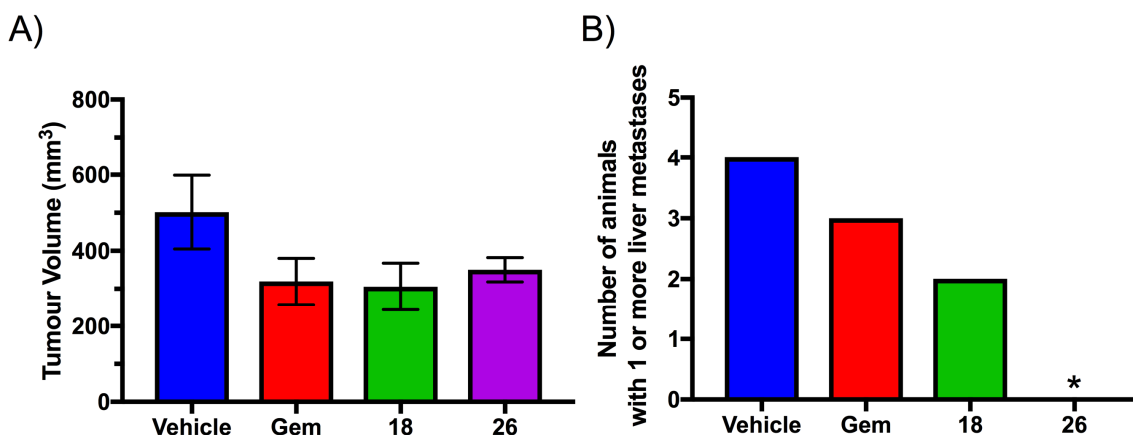 A)
Tumour Volume (mm³)
800
600
400
200
0
Vehicle Gem 18 26
B)
Number of animals
with 1 or more liver metastases
5
4
3
2
1
0
*
Vehicle Gem 18 26